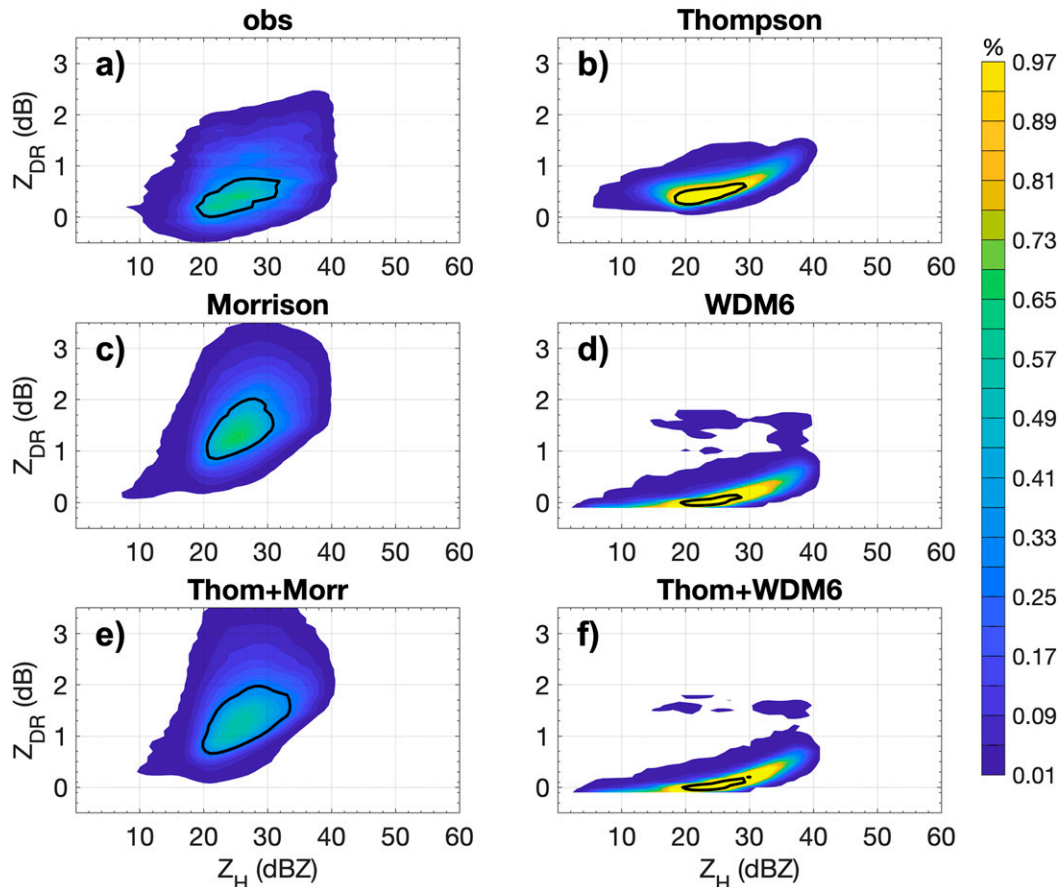 obs
Thompson
a)
b)
%
3
2
1
0
Z_DR (dB)
10 20 30 40 50 60
3
2
1
0
Z_DR (dB)
10 20 30 40 50 60
Morrison
WDM6
c)
d)
3
2
1
0
Z_DR (dB)
10 20 30 40 50 60
3
2
1
0
10 20 30 40 50 60
Thom+Morr
Thom+WDM6
e)
f)
3
2
1
0
Z_DR (dB)
10 20 30 40 50 60
Z_H (dBZ)
3
2
1
0
10 20 30 40 50 60
Z_H (dBZ)
0.97
0.89
0.81
0.73
0.65
0.57
0.49
0.41
0.33
0.25
0.17
0.09
0.01